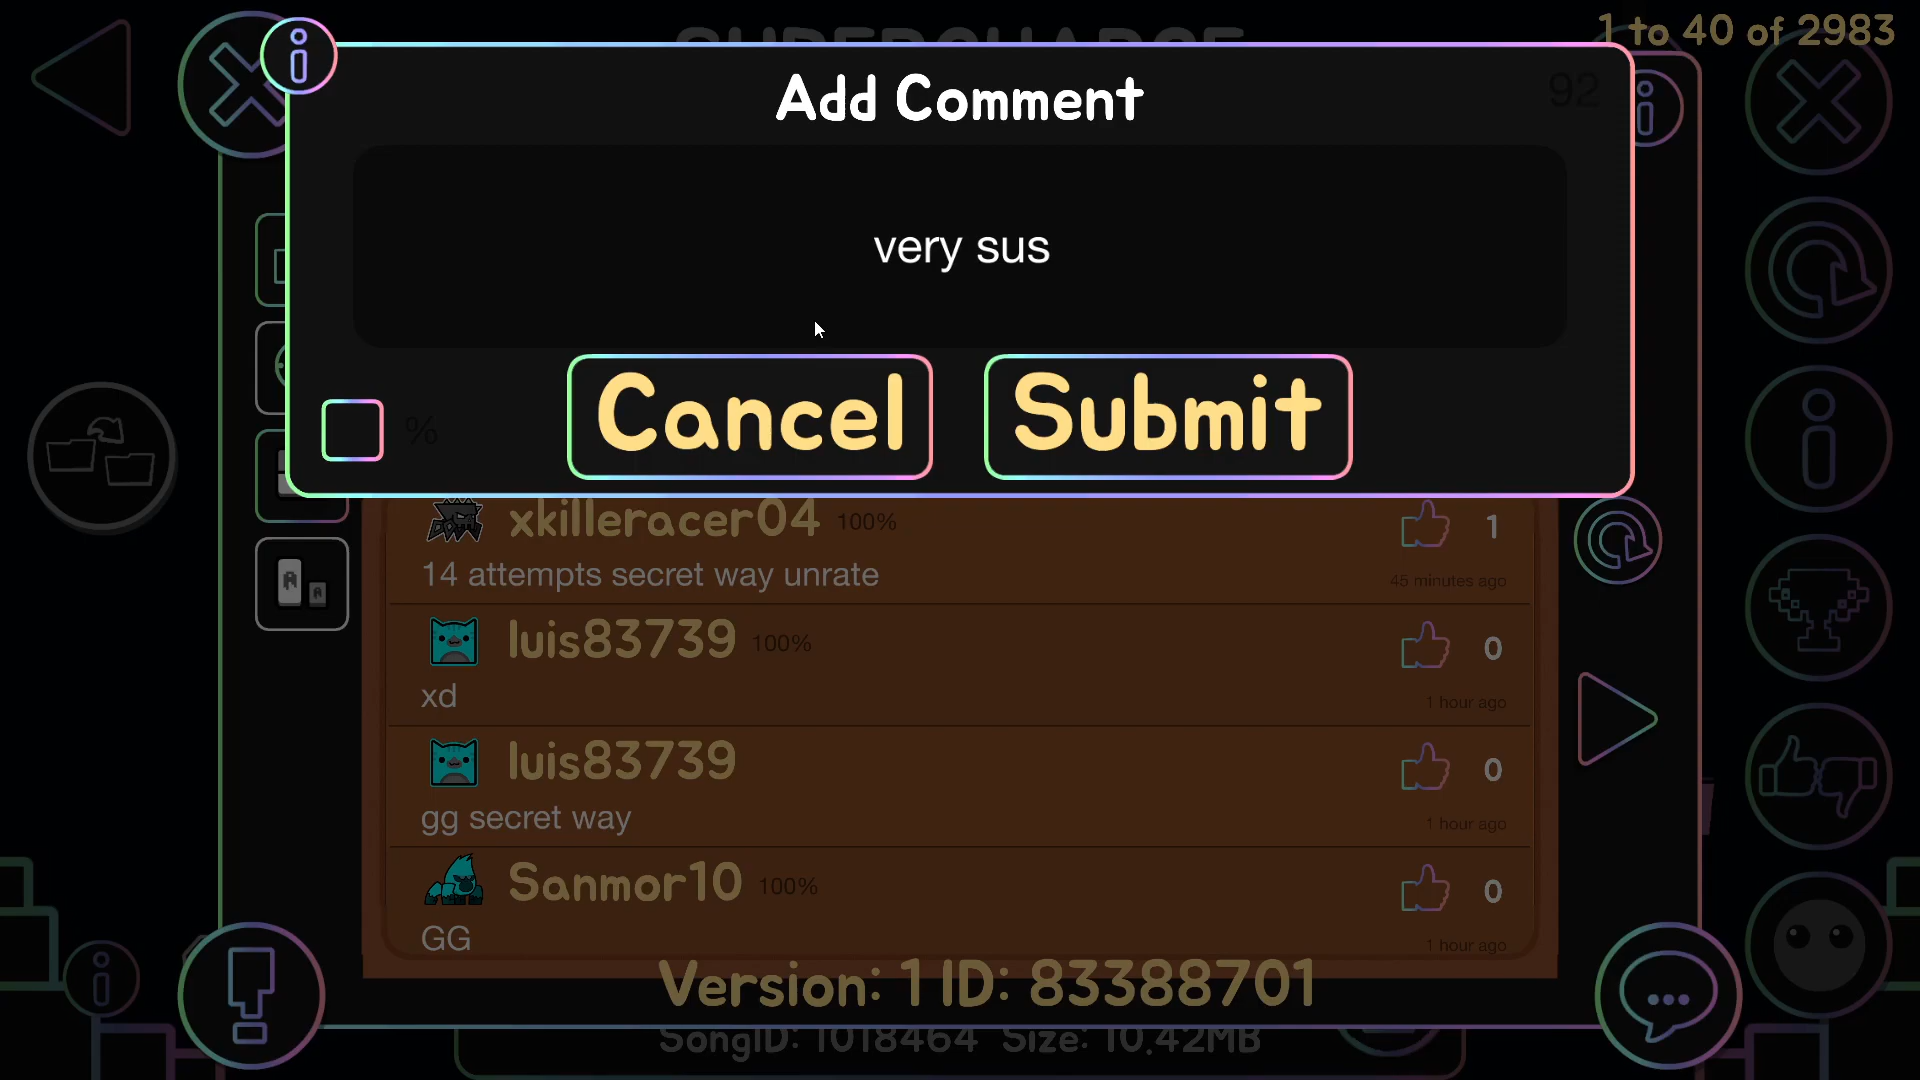 SUPERCHARGE
1 to 40 of 2983
Add Comment
92
very sus
%
Cancel
Submit
xkilleracer04 100% 1
14 attempts secret way unrate 45 minutes ago
luis83739 100% 0
xd 1 hour ago
luis83739 0
gg secret way 1 hour ago
Sanmor10 100% 0
GG 1 hour ago
Version: 1 ID: 83388701
SongID: 1018464 Size: 10.42MB